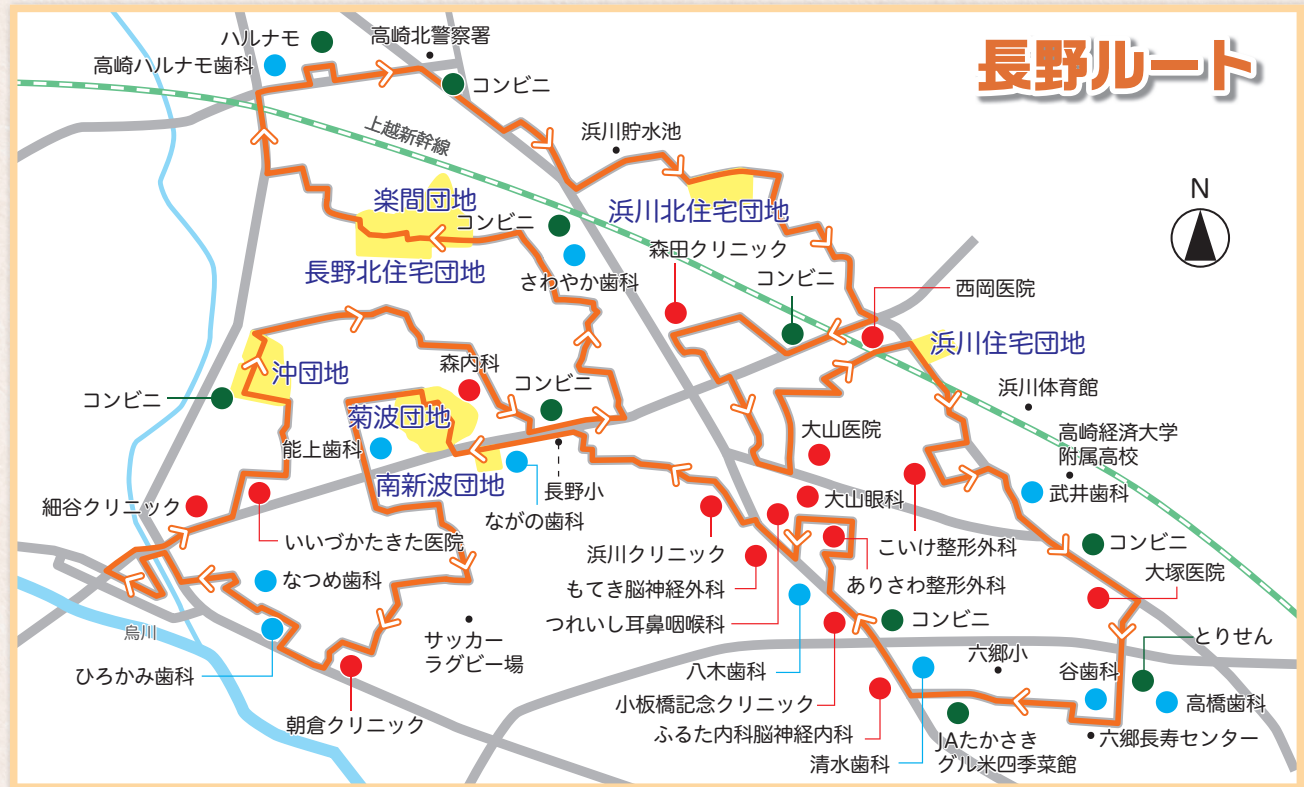 長野ルート
ハルナモ
高崎北警察署
高崎ハルナモ歯科
コンビニ
上越新幹線
浜川貯水池
N
楽間団地
コンビニ
浜川北住宅団地
長野北住宅団地
さわやか歯科
森田クリニック
コンビニ
西岡医院
浜川住宅団地
沖団地
森内科
コンビニ
コンビニ
浜川体育館
菊波団地
能上歯科
大山医院
高崎経済大学
附属高校
南新波団地
長野小
武井歯科
細谷クリニック
ながの歯科
大山眼科
いいづかたきた医院
浜川クリニック
こいけ整形外科
コンビニ
なつめ歯科
もてき脳神経外科
ありさわ整形外科
大塚医院
烏川
サッカー
ラグビー場
つれいし耳鼻咽喉科
コンビニ
とりせん
ひろかみ歯科
八木歯科
六郷小
谷歯科
小板橋記念クリニック
高橋歯科
朝倉クリニック
ふるた内科脳神経内科
JAたかさき
グル米四季菜館
六郷長寿センター
清水歯科